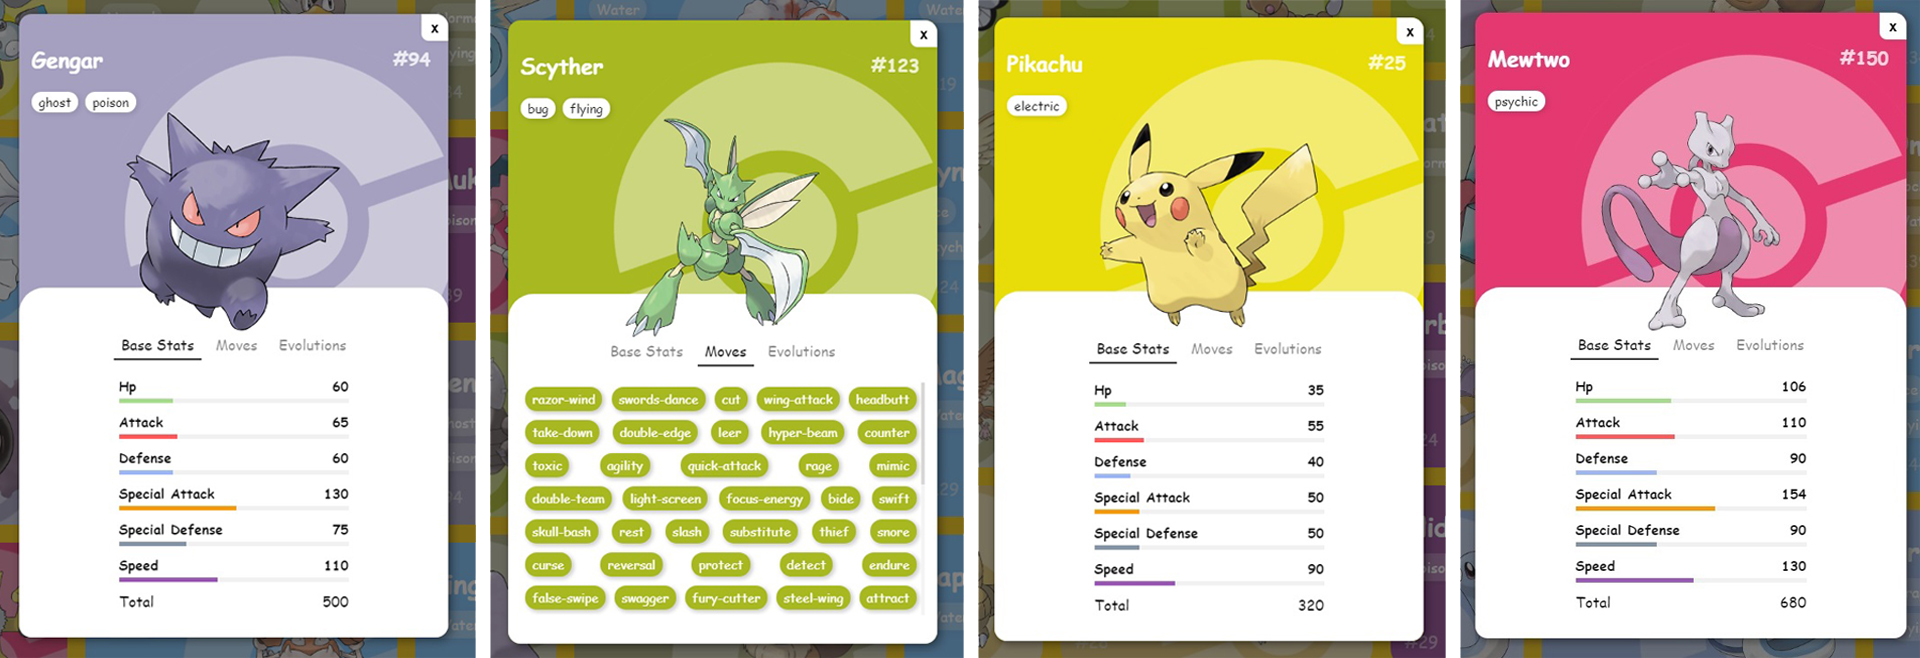 Gengar
#94
x
ghost poison
Base Stats Moves Evolutions
Hp 60
Attack 65
Defense 60
Special Attack 130
Special Defense 75
Speed 110
Total 500
Scyther
#123
x
bug flying
Base Stats Moves Evolutions
razor-wind swords-dance cut wing-attack headbutt
take-down double-edge leer hyper-beam counter
toxic agility quick-attack rage mimic
double-team light-screen focus-energy bide swift
skull-bash rest slash substitute thief snore
curse reversal protect detect endure
false-swipe swagger fury-cutter steel-wing attract
Pikachu
#25
x
electric
Base Stats Moves Evolutions
Hp 35
Attack 55
Defense 40
Special Attack 50
Special Defense 50
Speed 90
Total 320
Mewtwo
#150
x
psychic
Base Stats Moves Evolutions
Hp 106
Attack 110
Defense 90
Special Attack 154
Special Defense 90
Speed 130
Total 680
Water
#29